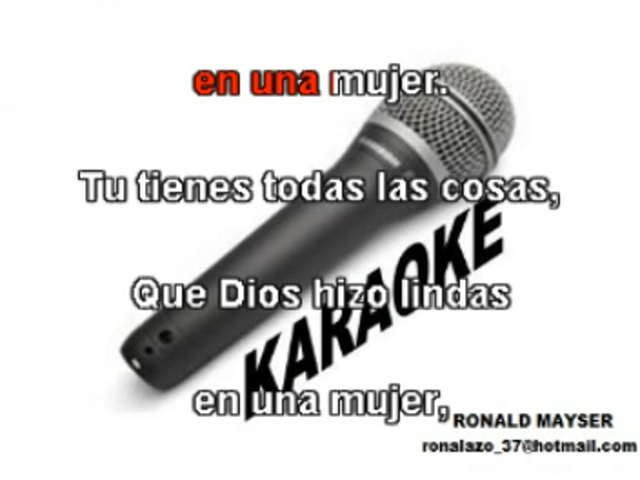 en una mujer.
Tu tienes todas las cosas,
Que Dios hizo lindas
KARAOKE
en una mujer,
RONALD MAYSER
ronalazo_37@hotmail.com